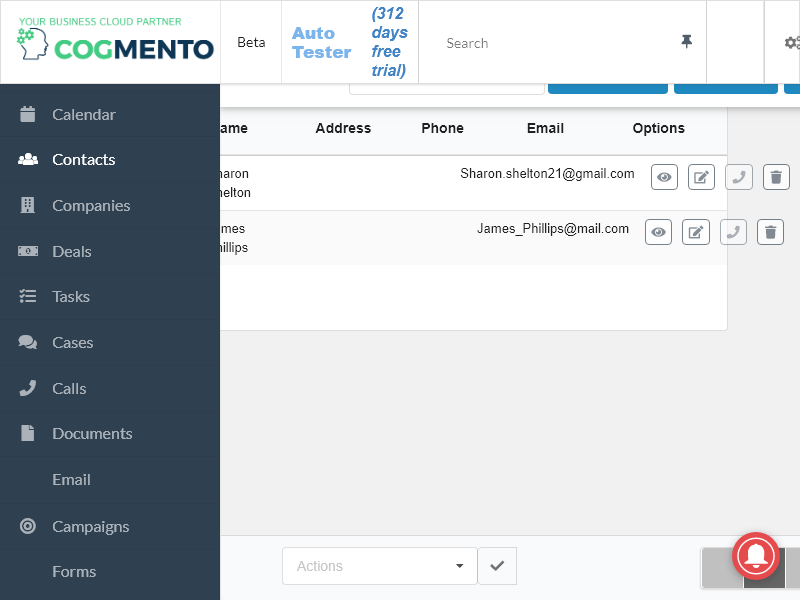 YOUR BUSINESS CLOUD PARTNER
COGMENTO
Beta
Auto Tester
(312 days free trial)
Search
Calendar
Contacts
Companies
Deals
Tasks
Cases
Calls
Documents
Email
Campaigns
Forms
ame Address Phone Email Options
haron
helton
Sharon.shelton21@gmail.com
mes
hillips
James_Phillips@mail.com
Actions